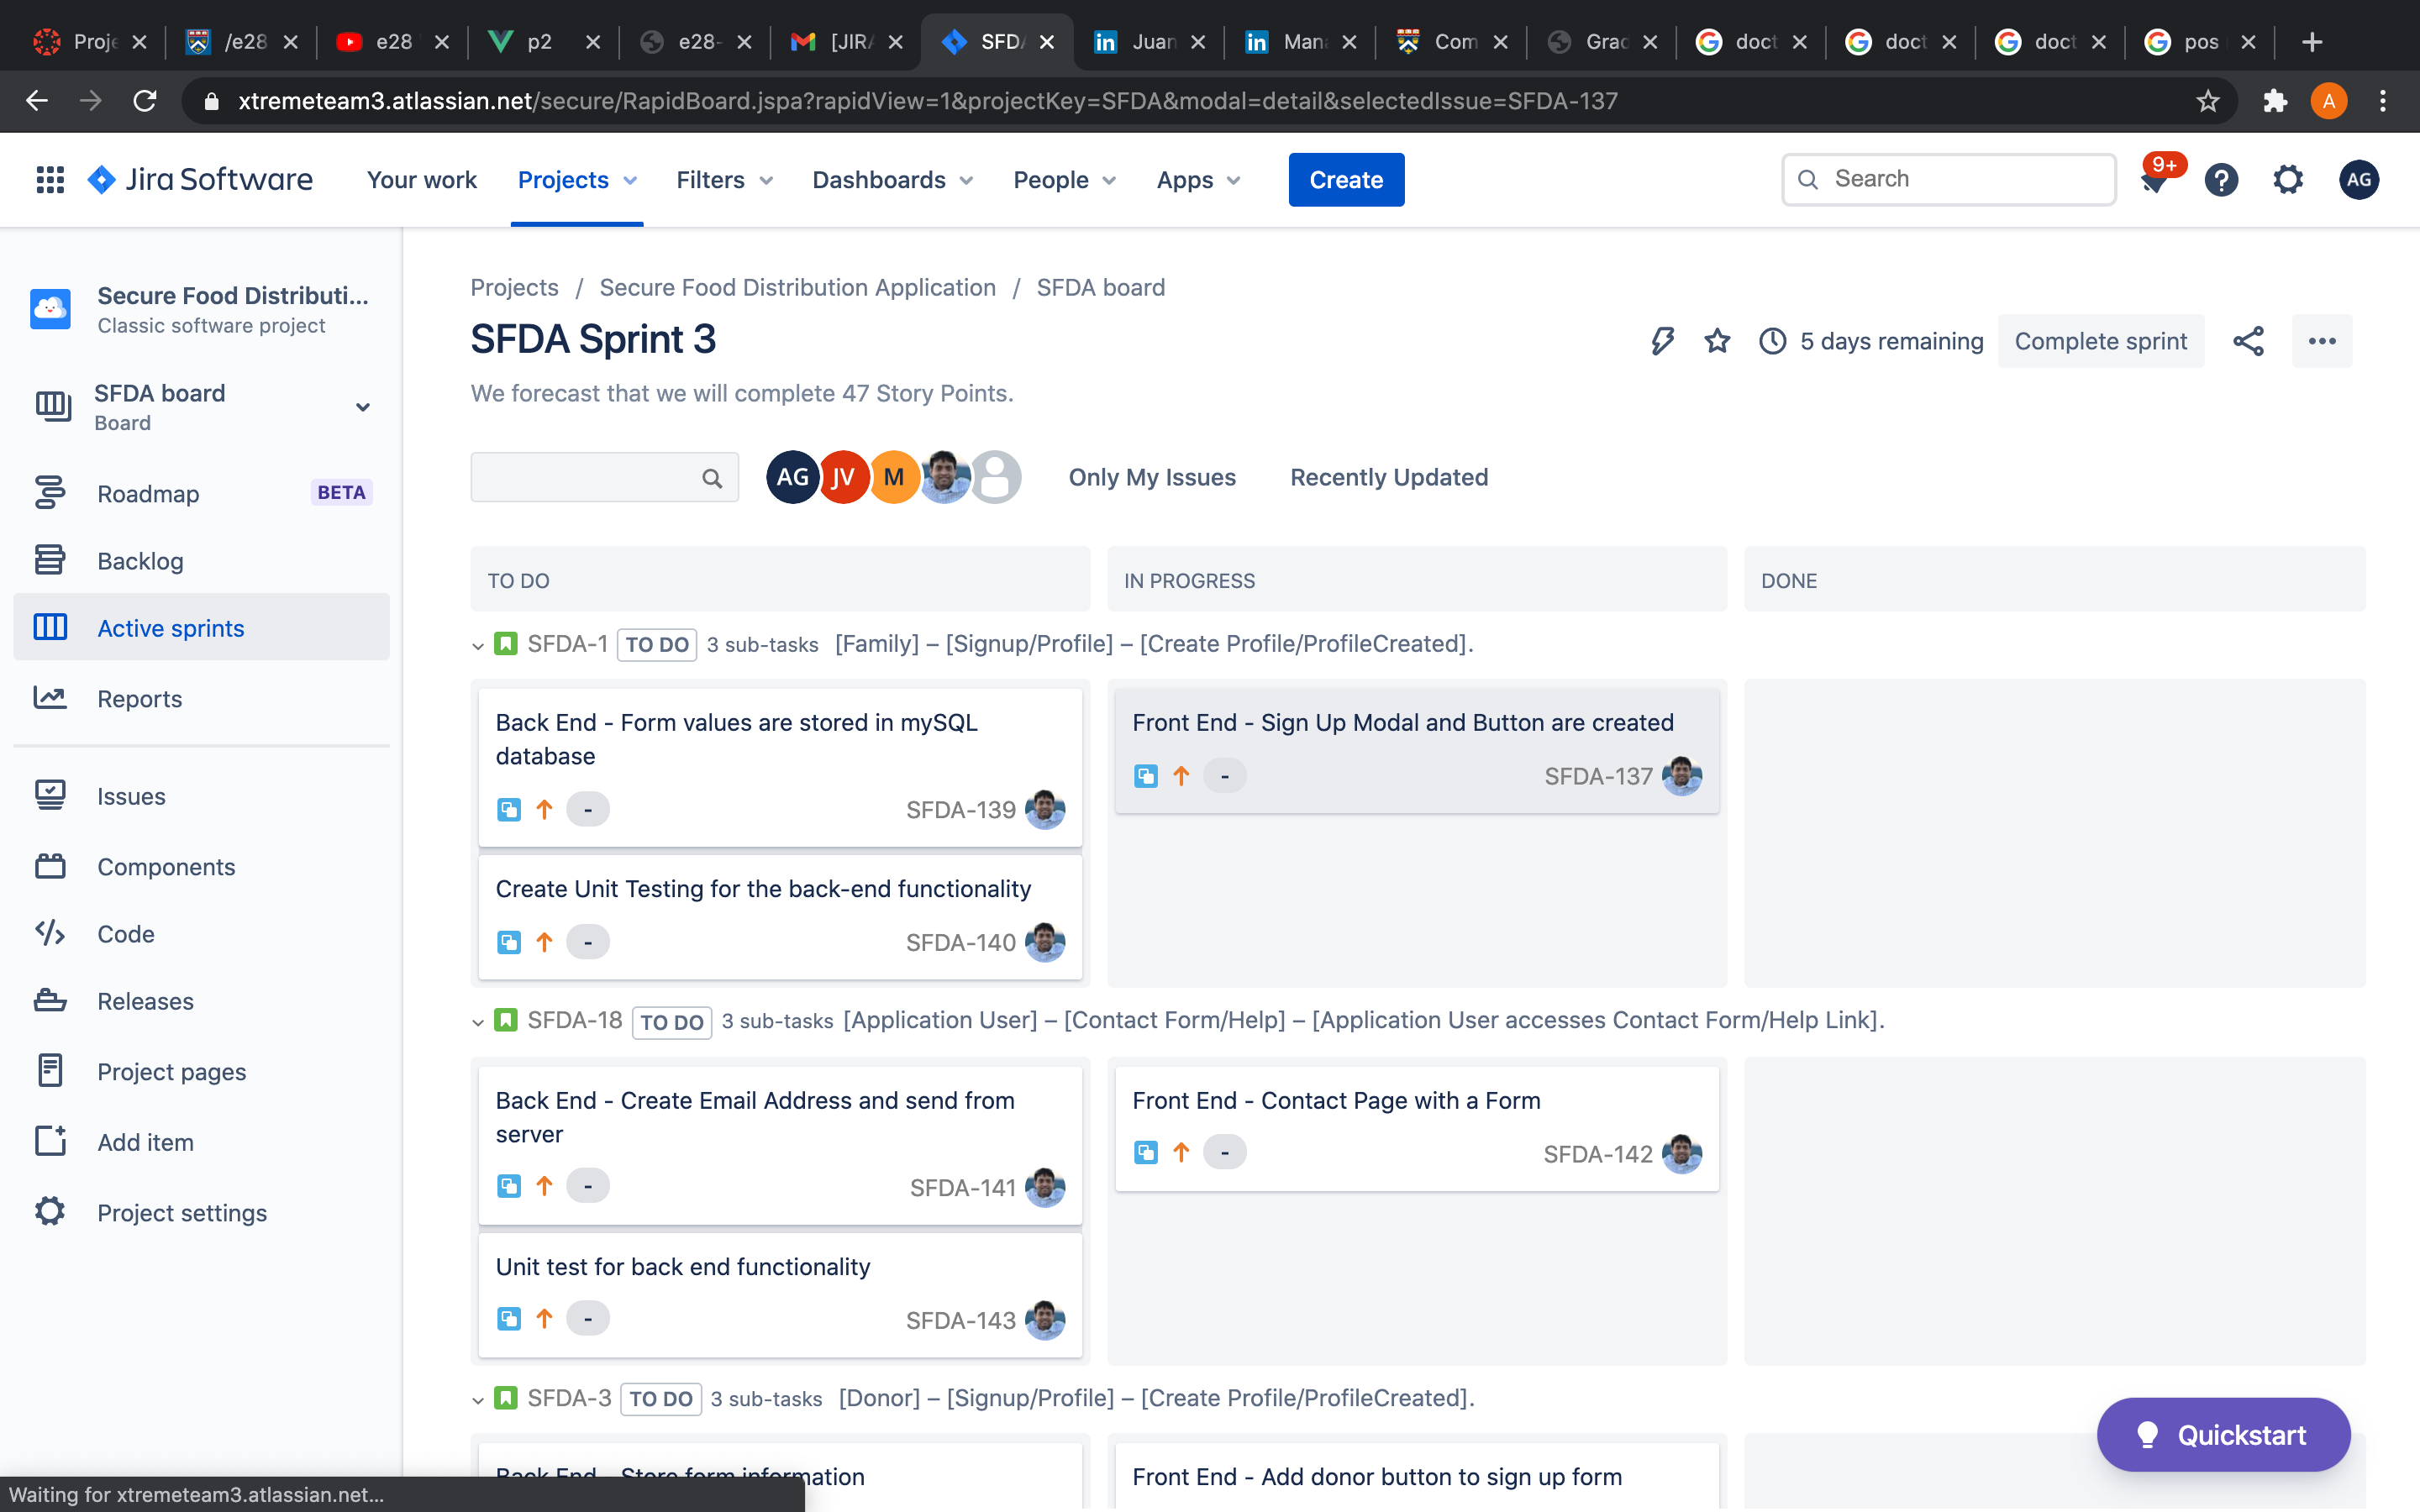 Proje
/e28
e28
p2
e28-
[JIRA
SFDA
Juan
Mana
Com
Grad
doct
doct
doct
pos
xtremeteam3.atlassian.net/secure/RapidBoard.jspa?rapidView=1&projectKey=SFDA&modal=detail&selectedIssue=SFDA-137
A
Jira Software
Your work
Projects
Filters
Dashboards
People
Apps
Create
Search
9+
AG
Secure Food Distributi...
Classic software project
SFDA board
Board
Roadmap
BETA
Backlog
Active sprints
Reports
Issues
Components
Code
Releases
Project pages
Add item
Project settings
Projects / Secure Food Distribution Application / SFDA board
SFDA Sprint 3
5 days remaining
Complete sprint
We forecast that we will complete 47 Story Points.
AG
JV
M
Only My Issues
Recently Updated
TO DO
IN PROGRESS
DONE
SFDA-1 TO DO 3 sub-tasks [Family] – [Signup/Profile] – [Create Profile/ProfileCreated].
Back End - Form values are stored in mySQL
database
-
SFDA-139
Front End - Sign Up Modal and Button are created
-
SFDA-137
Create Unit Testing for the back-end functionality
-
SFDA-140
SFDA-18 TO DO 3 sub-tasks [Application User] – [Contact Form/Help] – [Application User accesses Contact Form/Help Link].
Back End - Create Email Address and send from
server
-
SFDA-141
Front End - Contact Page with a Form
-
SFDA-142
Unit test for back end functionality
-
SFDA-143
SFDA-3 TO DO 3 sub-tasks [Donor] – [Signup/Profile] – [Create Profile/ProfileCreated].
Back End - Store form information
Front End - Add donor button to sign up form
Quickstart
Waiting for xtremeteam3.atlassian.net...